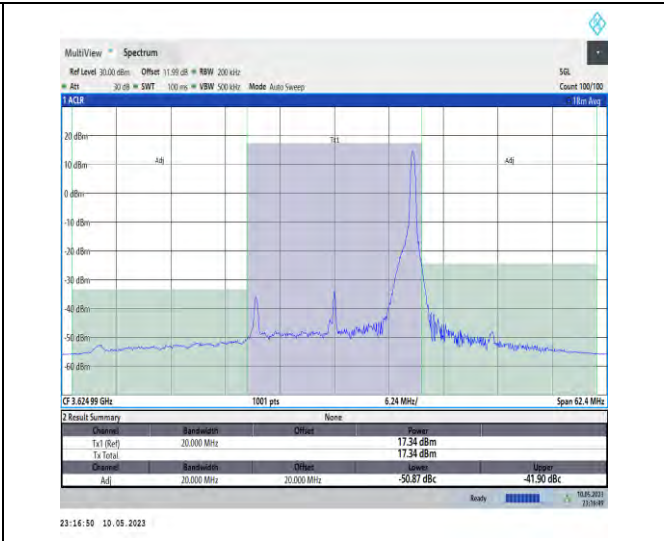 MultiView Spectrum
Ref Level 30.00 dBm Offset 11.99 dB RBW 200 kHz SGL
Att 30 dB SWT 100 ms VBW 500 kHz Mode Auto Sweep Count 100/100
1 ACLR 1Rm Avg
Tx1
20 dBm
Adj Adj
10 dBm
0 dBm
-10 dBm
-20 dBm
-30 dBm
-40 dBm
-50 dBm
-60 dBm
CF 3.624 99 GHz 1001 pts 6.24 MHz/ Span 62.4 MHz
2 Result Summary None
Channel Bandwidth Offset Power
Tx1 (Ref) 20.000 MHz 17.34 dBm
Tx Total 17.34 dBm
Channel Bandwidth Offset Lower Upper
Adj 20.000 MHz 20.000 MHz -50.87 dBc -41.90 dBc
Ready 10.05.2023
23:16:49
23:16:50 10.05.2023